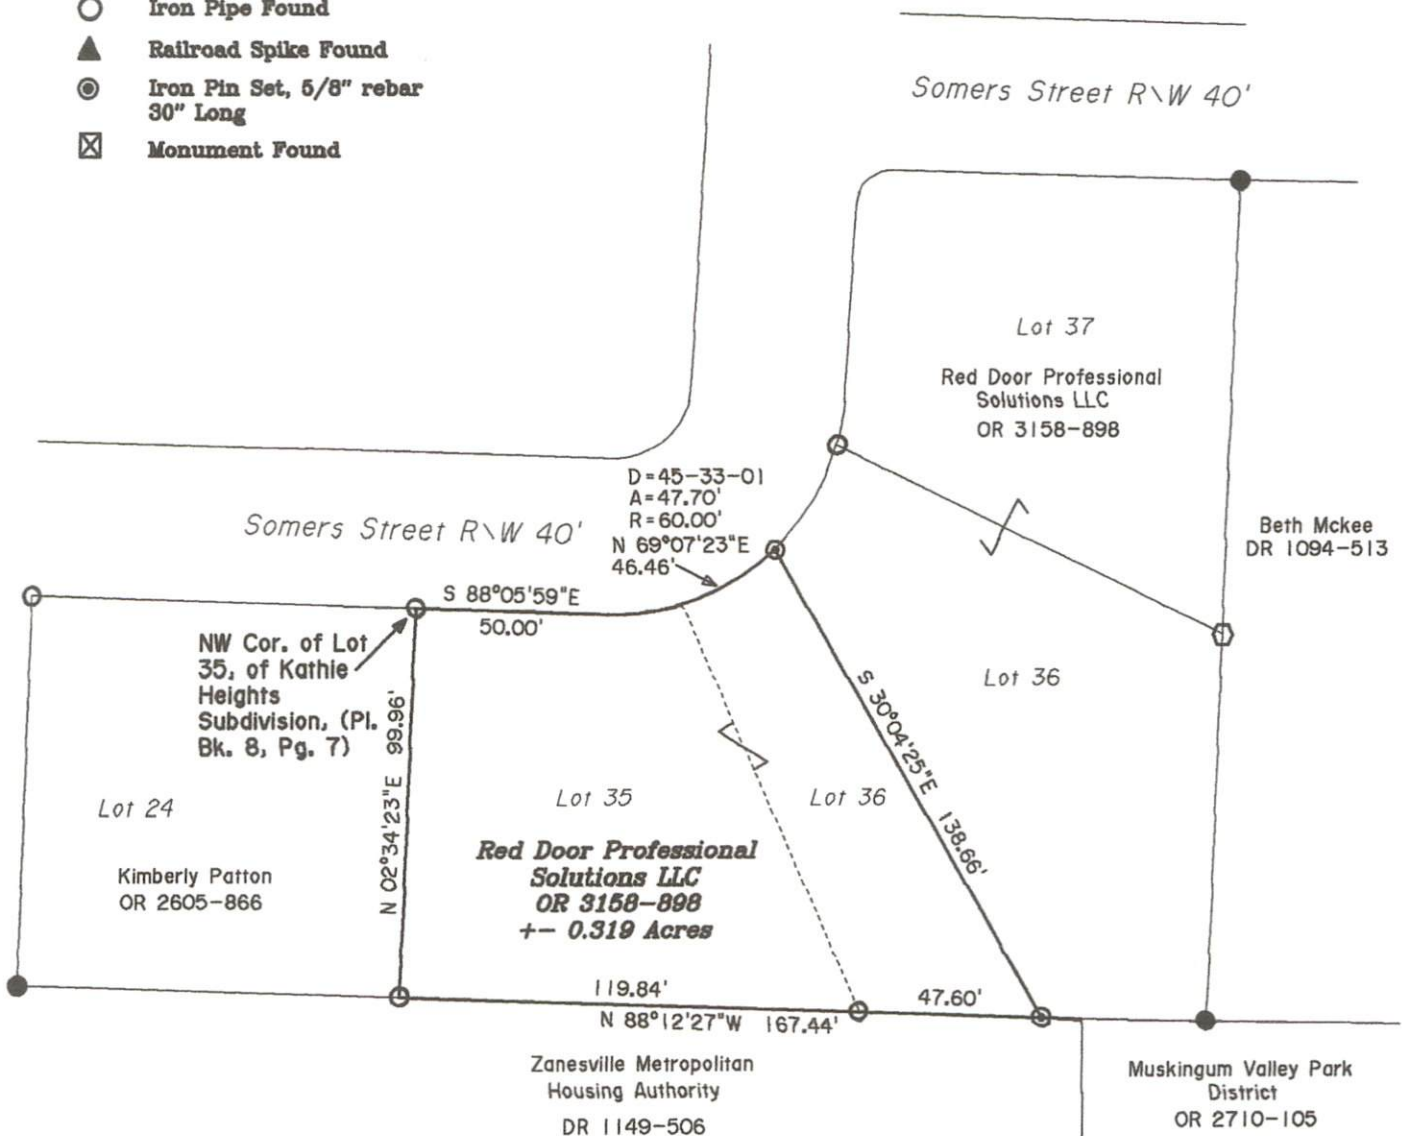 Iron Pipe Found
Railroad Spike Found
Iron Pin Set, 5/8" rebar
30" Long
Monument Found
Somers Street R\W 40'
Lot 37
Red Door Professional
Solutions LLC
OR 3158-898
D=45-33-01
A=47.70'
R=60.00'
N 69°07'23"E
46.46'
Somers Street R\W 40'
Beth Mckee
DR 1094-513
S 88°05'59"E
50.00'
NW Cor. of Lot
35, of Kathie
Heights
Subdivision, (Pl.
Bk. 8, Pg. 7)
N 02°34'23"E 99.96'
S 30°04'25"E 138.66'
Lot 36
Lot 24
Kimberly Patton
OR 2605-866
Lot 35
Lot 36
Red Door Professional
Solutions LLC
OR 3158-898
+- 0.319 Acres
119.84'
47.60'
N 88°12'27"W 167.44'
Zanesville Metropolitan
Housing Authority
DR 1149-506
Muskingum Valley Park
District
OR 2710-105